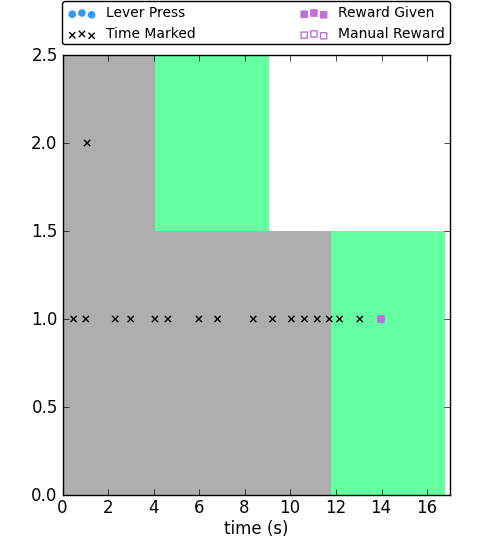 Lever Press
Time Marked
Reward Given
Manual Reward
2.5
2.0
1.5
1.0
0.5
0.0
0 2 4 6 8 10 12 14 16
time (s)